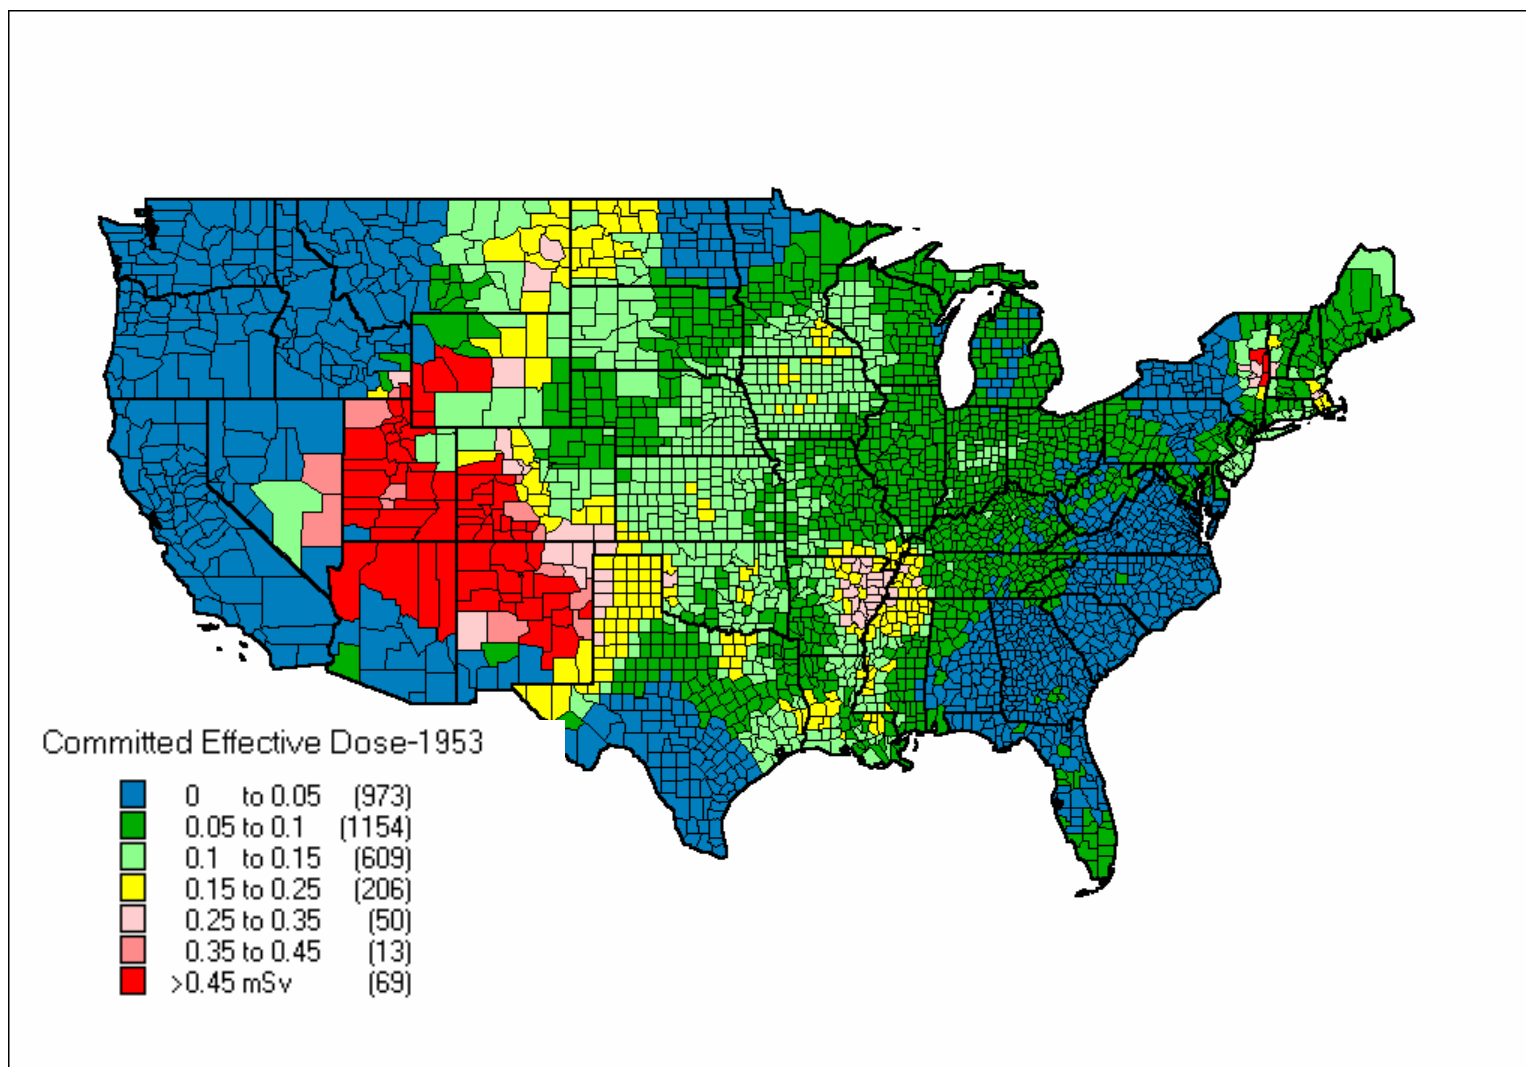 Committed Effective Dose-1953
0 to 0.05 (973)
0.05 to 0.1 (1154)
0.1 to 0.15 (609)
0.15 to 0.25 (206)
0.25 to 0.35 (50)
0.35 to 0.45 (13)
>0.45 mSv (69)